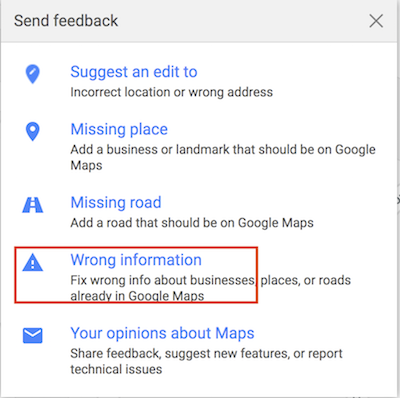 Send feedback
Suggest an edit to
Incorrect location or wrong address
Missing place
Add a business or landmark that should be on Google
Maps
Missing road
Add a road that should be on Google Maps
Wrong information
Fix wrong info about businesses, places, or roads
already in Google Maps
Your opinions about Maps
Share feedback, suggest new features, or report
technical issues